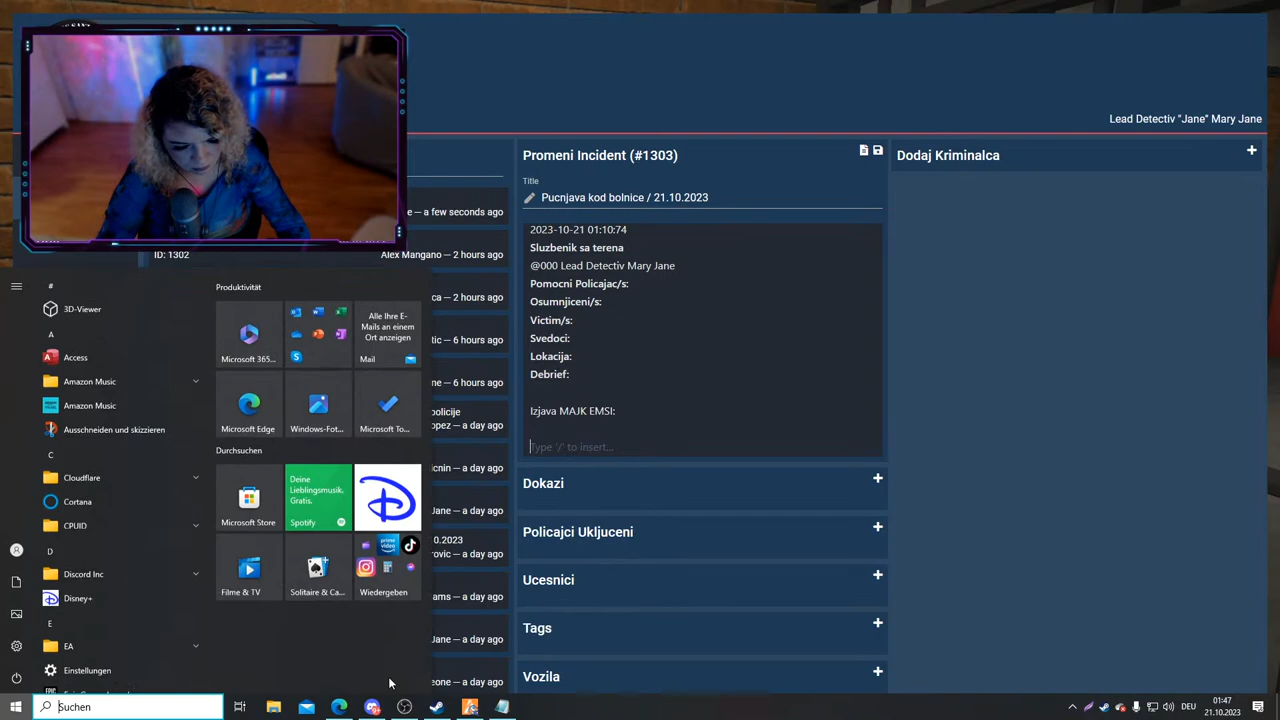 Lead Detectiv "Jane" Mary Jane
e — a few seconds ago
ID: 1302
Alex Mangano — 2 hours ago
ca — 2 hours ago
tic — 6 hours ago
ne — 6 hours ago
policije
opez — a day ago
icnin — a day ago
Jane — a day ago
0.2023
rovic — a day ago
ams — a day ago
Jane — a day ago
eone — a day ago
Promeni Incident (#1303)
Title
Pucnjava kod bolnice / 21.10.2023
2023-10-21 01:10:74
Sluzbenik sa terena
@000 Lead Detectiv Mary Jane
Pomocni Policajac/s:
Osumnjiceni/s:
Victim/s:
Svedoci:
Lokacija:
Debrief:
Izjava MAJK EMSI:
Type '/' to insert...
Dokazi
Policajci Ukljuceni
Ucesnici
Tags
Vozila
Dodaj Kriminalca
#
3D-Viewer
A
Access
Amazon Music
Amazon Music
Ausschneiden und skizzieren
C
Cloudflare
Cortana
CPUID
D
Discord Inc
Disney+
E
EA
Einstellungen
Produktivität
Microsoft 365...
Alle Ihre E-
Mails an einem
Ort anzeigen
Mail
Microsoft Edge
Windows-Fot...
Microsoft To...
Durchsuchen
Microsoft Store
Deine
Lieblingsmusik.
Gratis.
Spotify
Filme & TV
Solitaire & Ca...
prime video
Wiedergeben
Suchen
DEU
01:47
21.10.2023